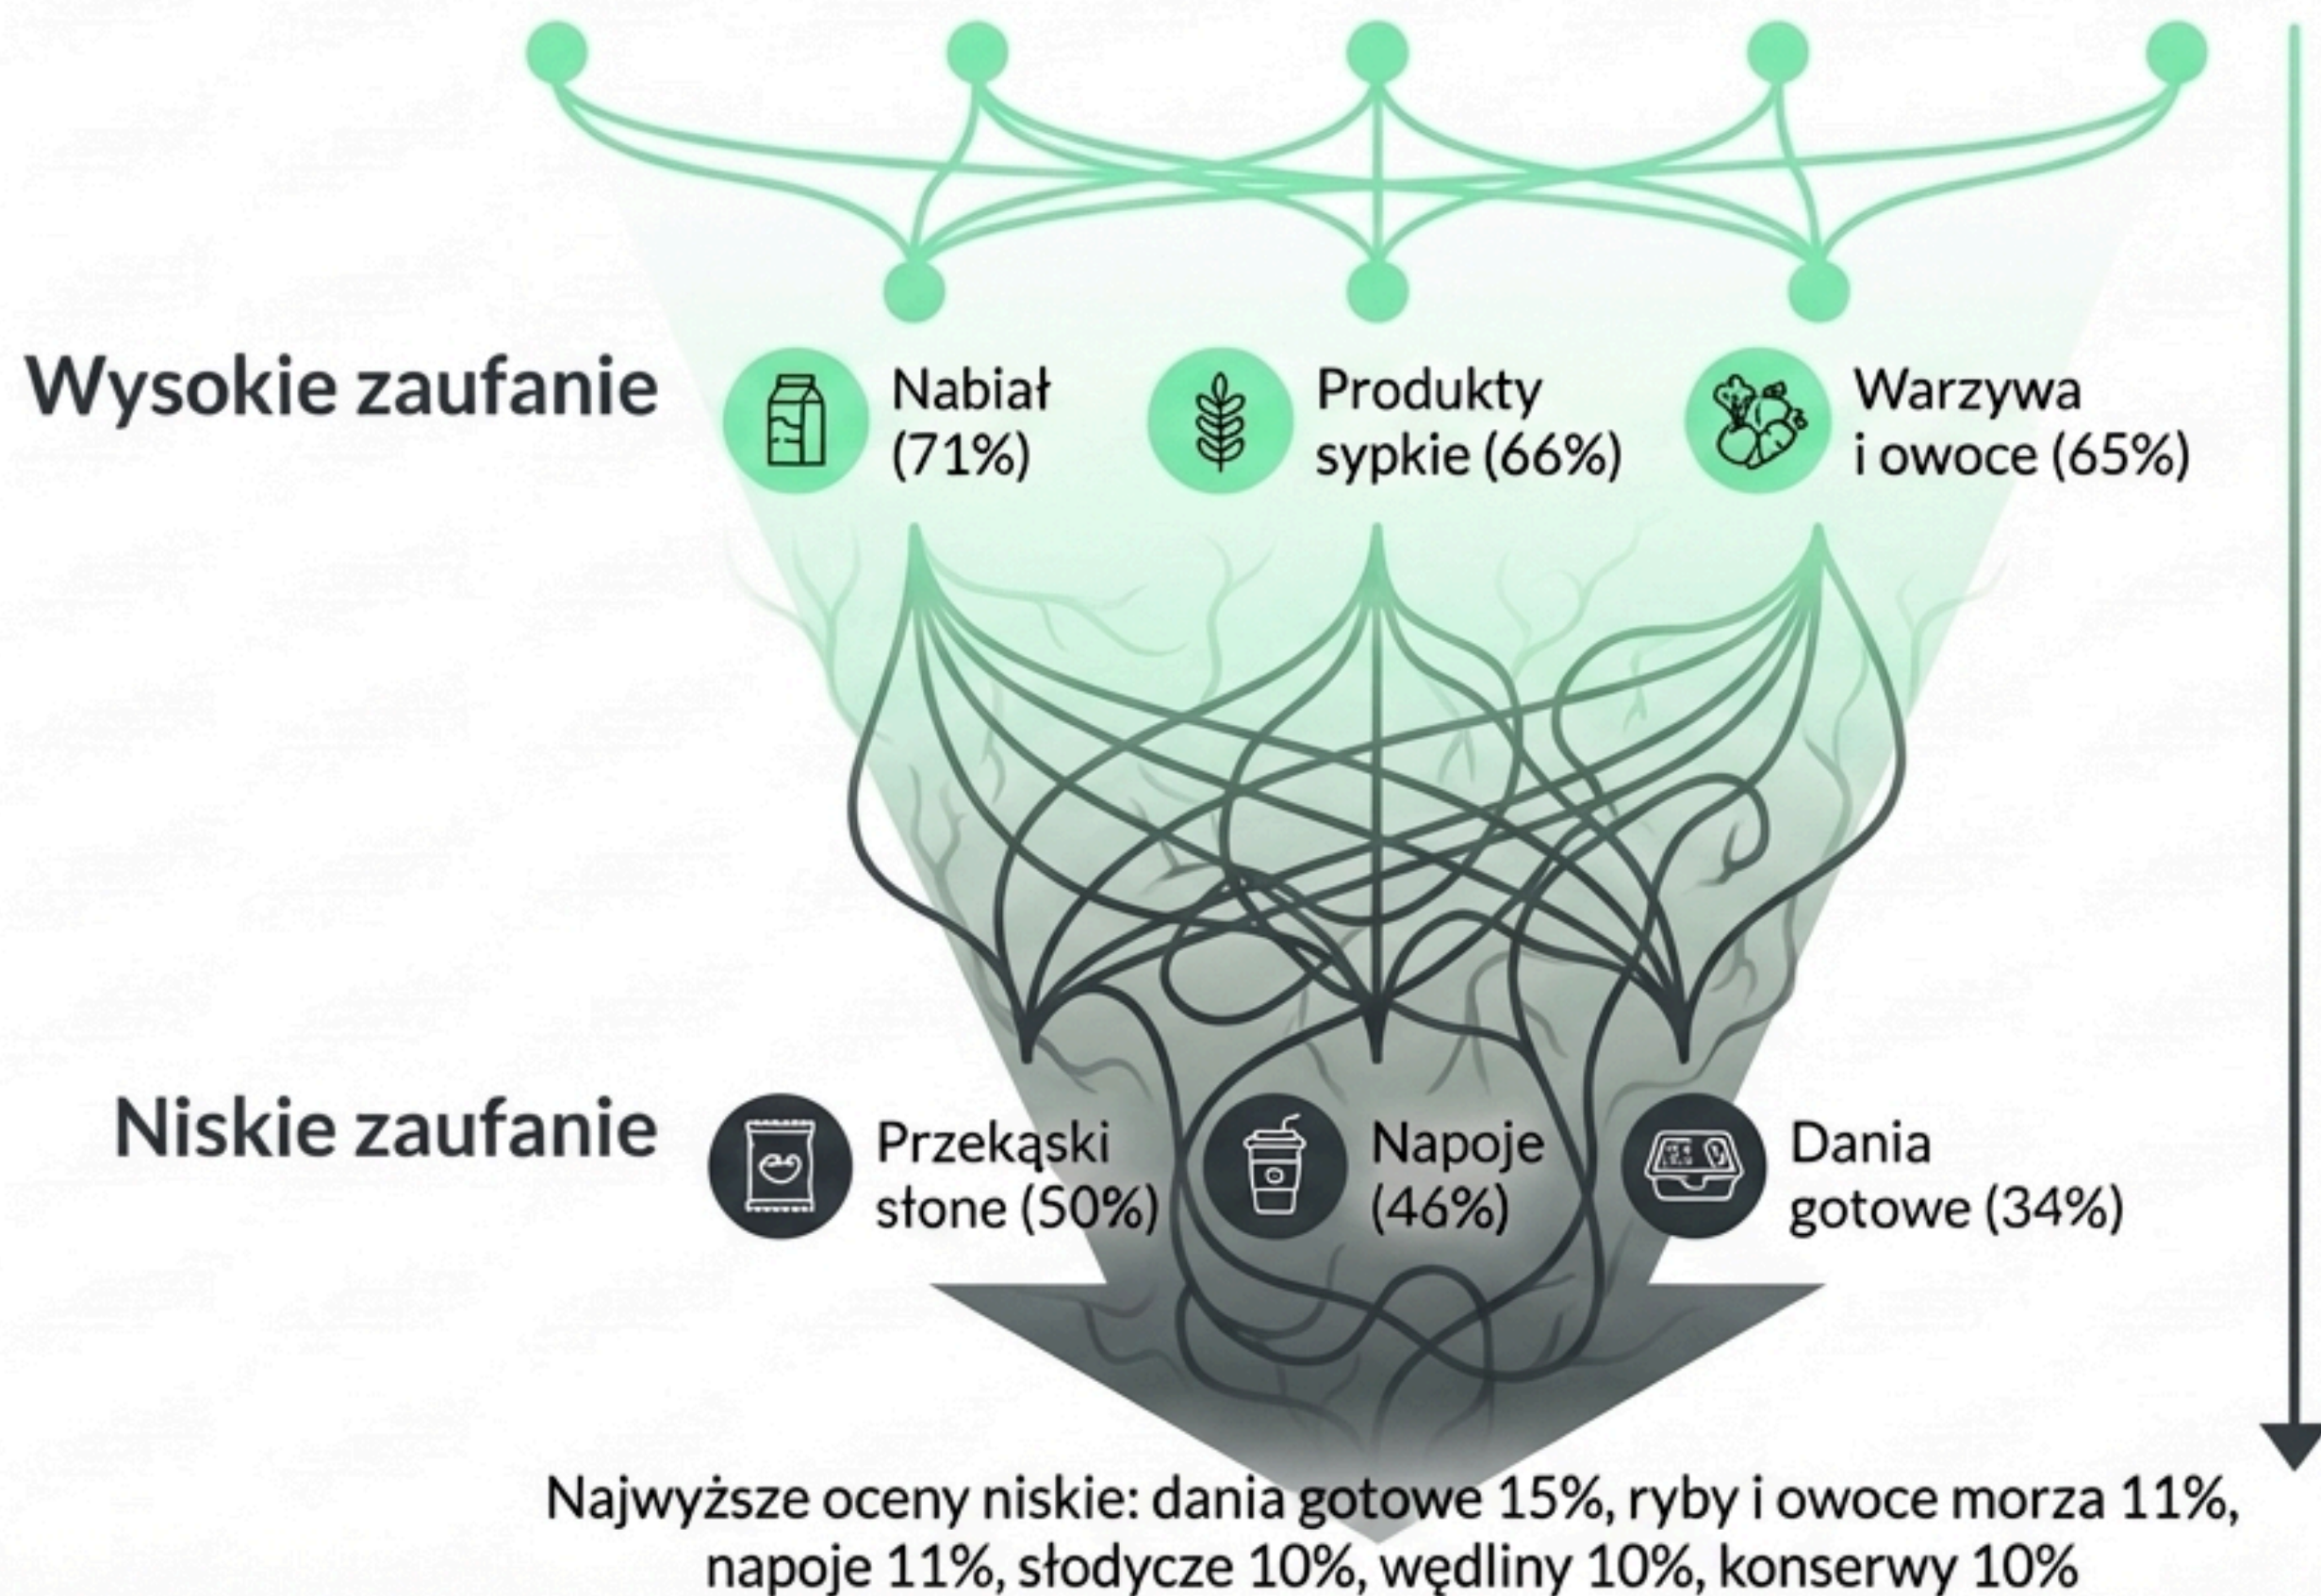 Wysokie zaufanie
Nabiał
(71%)
Produkty
sypkie (66%)
Warzywa
i owoce (65%)
Niskie zaufanie
Przekąski
stone (50%)
Napoje
(46%)
Dania
gotowe (34%)
Najwyższe oceny niskie: dania gotowe 15%, ryby i owoce morza 11%,
napoje 11%, słodycze 10%, wędliny 10%, konserwy 10%